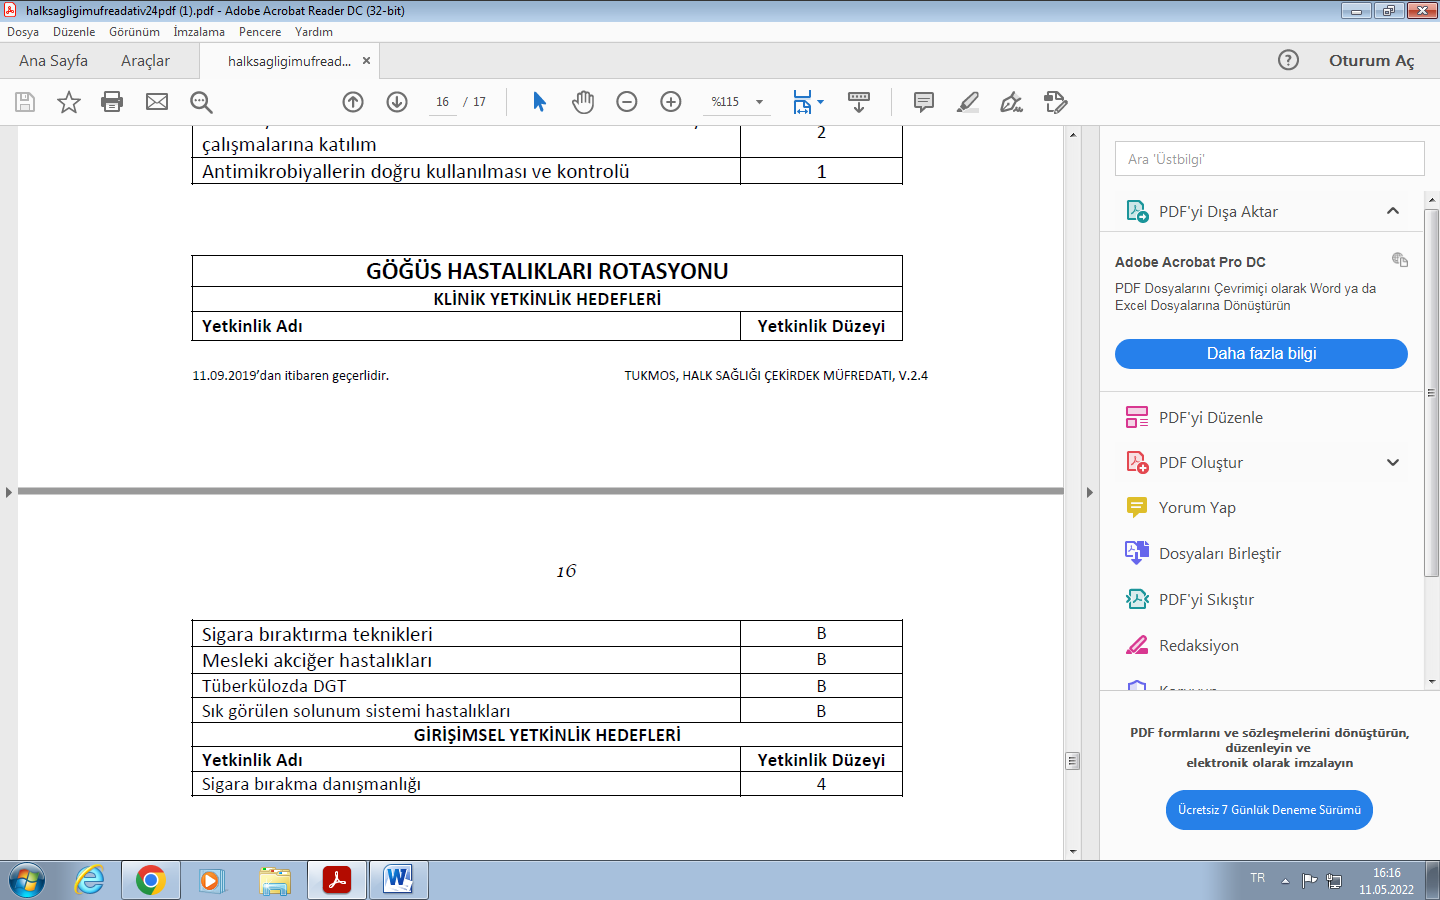 halksagligimufreadativ24pdf (1).pdf - Adobe Acrobat Reader DC (32-bit)
Dosya Düzenle Görünüm İmzalama Pencere Yardım
Ana Sayfa Araçlar halksagligimufread... × Oturum Aç
16 / 17 %115
çalışmalarına katılım 2
Antimikrobiyallerin doğru kullanılması ve kontrolü 1
GÖĞÜS HASTALIKLARI ROTASYONU
KLİNİK YETKİNLİK HEDEFLERİ
Yetkinlik Adı Yetkinlik Düzeyi
11.09.2019’dan itibaren geçerlidir. TUKMOS, HALK SAĞLIĞI ÇEKİRDEK MÜFREDATI, V.2.4
16
Sigara bıraktırma teknikleri B
Mesleki akciğer hastalıkları B
Tüberkülozda DGT B
Sık görülen solunum sistemi hastalıkları B
GİRİŞİMSEL YETKİNLİK HEDEFLERİ
Yetkinlik Adı Yetkinlik Düzeyi
Sigara bırakma danışmanlığı 4
Ara 'Üstbilgi'
PDF'yi Dışa Aktar
Adobe Acrobat Pro DC
PDF Dosyalarını Çevrimiçi olarak Word ya da
Excel Dosyalarına Dönüştürün
Daha fazla bilgi
PDF'yi Düzenle
PDF Oluştur
Yorum Yap
Dosyaları Birleştir
PDF'yi Sıkıştır
Redaksiyon
PDF formlarını ve sözleşmelerini dönüştürün,
düzenleyin ve
elektronik olarak imzalayın
Ücretsiz 7 Günlük Deneme Sürümü
TR
16:16
11.05.2022